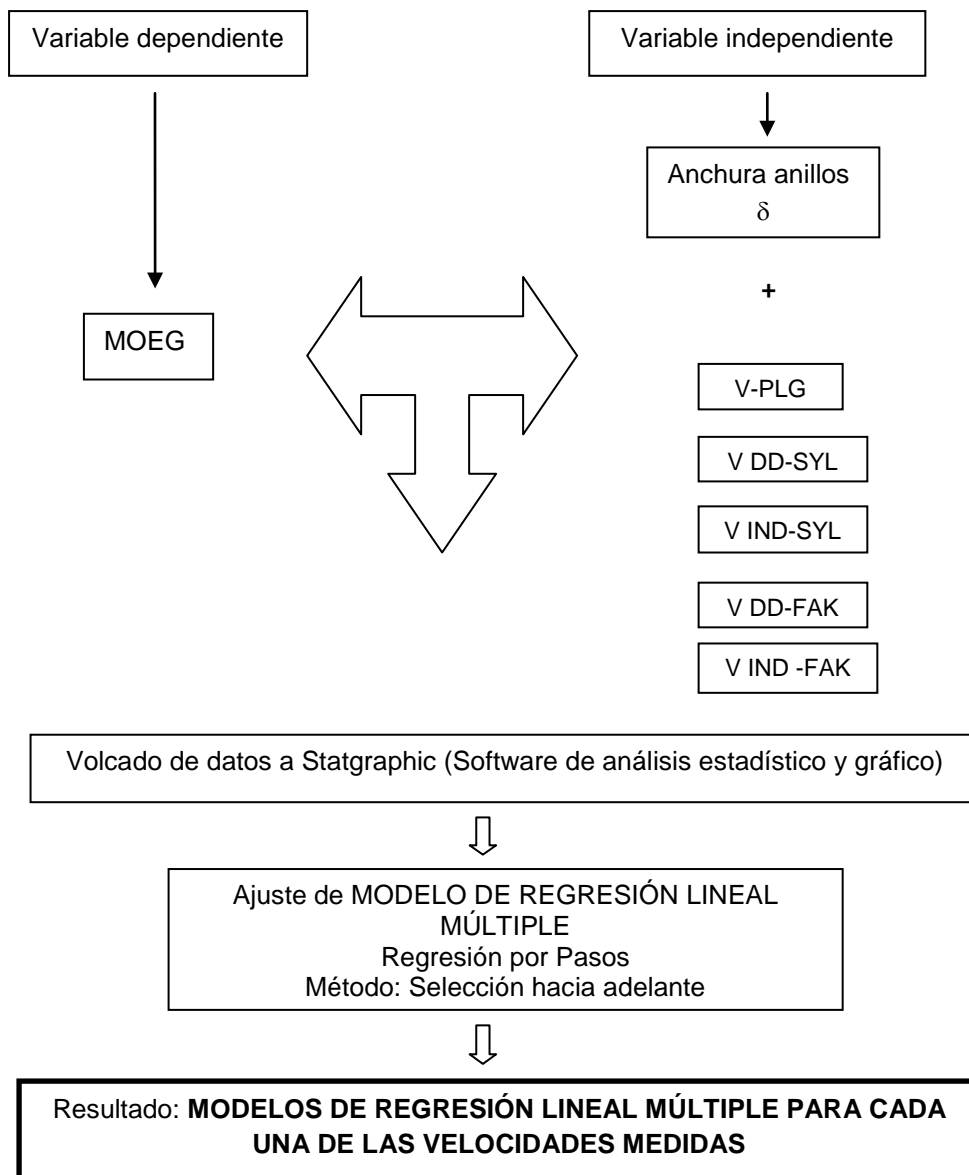 Variable dependiente
Variable independiente
Anchura anillos
δ
+
MOEG
V-PLG
V DD-SYL
V IND-SYL
V DD-FAK
V IND -FAK
Volcado de datos a Statgraphic (Software de análisis estadístico y gráfico)
Ajuste de MODELO DE REGRESIÓN LINEAL
MÚLTIPLE
Regresión por Pasos
Método: Selección hacia adelante
Resultado: MODELOS DE REGRESIÓN LINEAL MÚLTIPLE PARA CADA
UNA DE LAS VELOCIDADES MEDIDAS